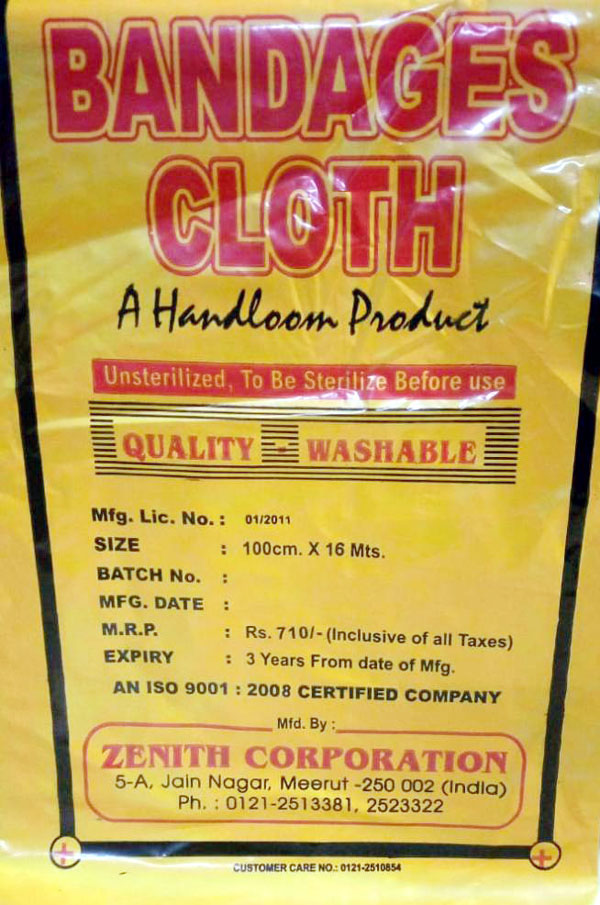 BANDAGES
CLOTH
A Handloom Product
Unsterilized, To Be Sterilize Before use
QUALITY - WASHABLE
Mfg. Lic. No. : 01/2011
SIZE : 100cm. X 16 Mts.
BATCH No. :
MFG. DATE :
M.R.P. : Rs. 710/- (Inclusive of all Taxes)
EXPIRY : 3 Years From date of Mfg.
AN ISO 9001 : 2008 CERTIFIED COMPANY
Mfd. By :
ZENITH CORPORATION
5-A, Jain Nagar, Meerut -250 002 (India)
Ph. : 0121-2513381, 2523322
CUSTOMER CARE NO.: 0121-2510854